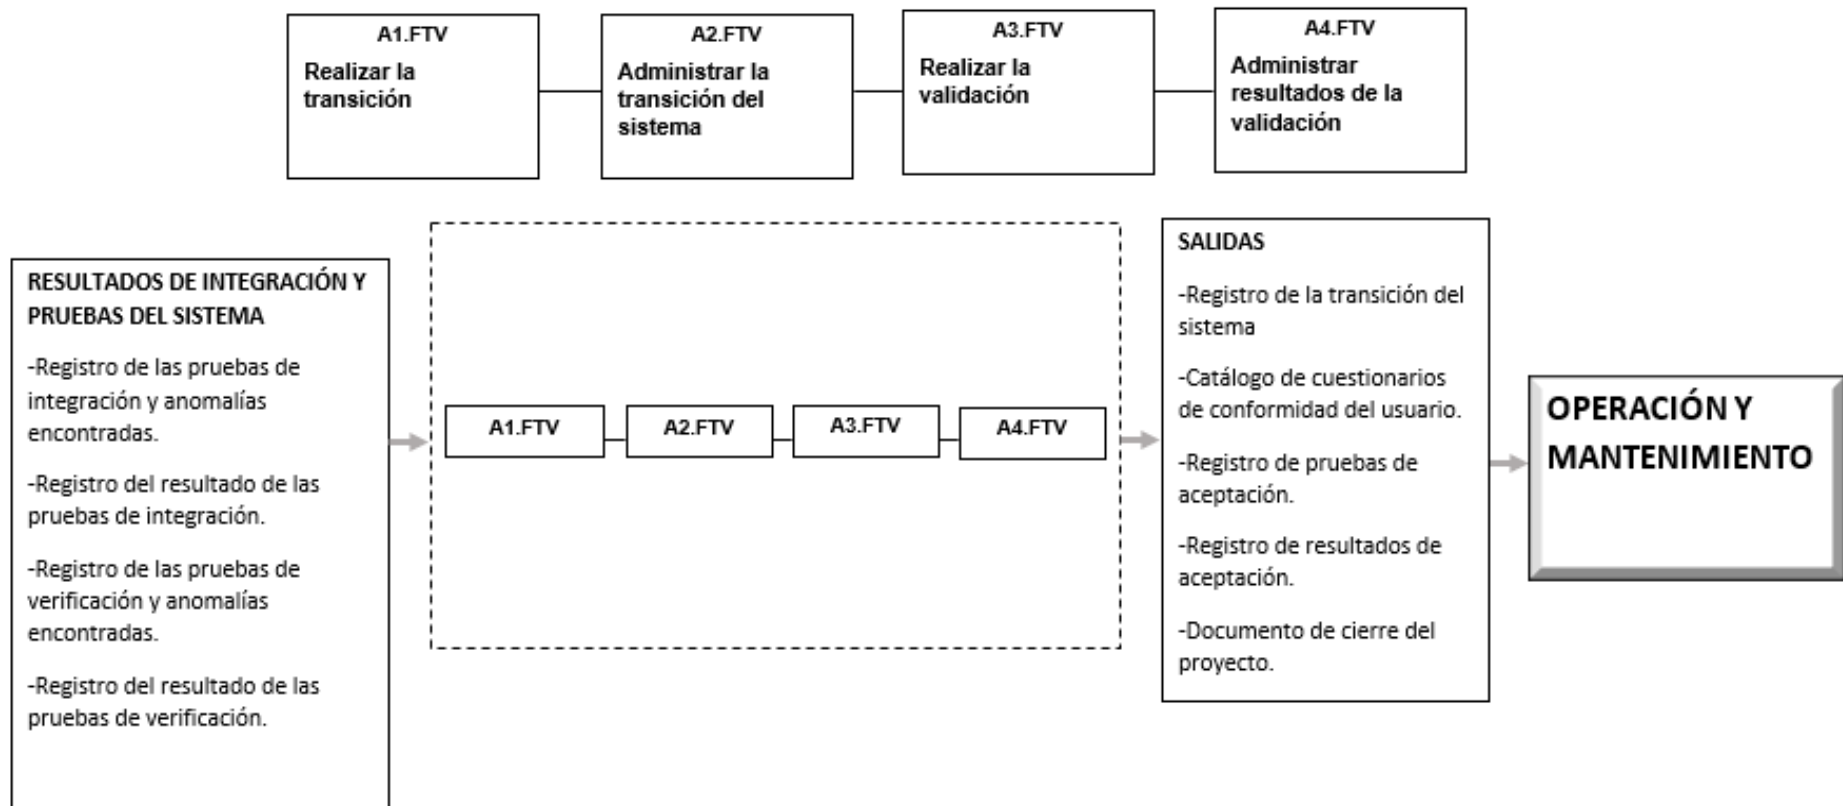 A1.FTV
Realizar la
transición
A2.FTV
Administrar la
transición del
sistema
A3.FTV
Realizar la
validación
A4.FTV
Administrar
resultados de la
validación
RESULTADOS DE INTEGRACIÓN Y
PRUEBAS DEL SISTEMA
-Registro de las pruebas de
integración y anomalías
encontradas.
-Registro del resultado de las
pruebas de integración.
-Registro de las pruebas de
verificación y anomalías
encontradas.
-Registro del resultado de las
pruebas de verificación.
A1.FTV
A2.FTV
A3.FTV
A4.FTV
SALIDAS
-Registro de la transición del
sistema
-Catálogo de cuestionarios
de conformidad del usuario.
-Registro de pruebas de
aceptación.
-Registro de resultados de
aceptación.
-Documento de cierre del
proyecto.
OPERACIÓN Y
MANTENIMIENTO